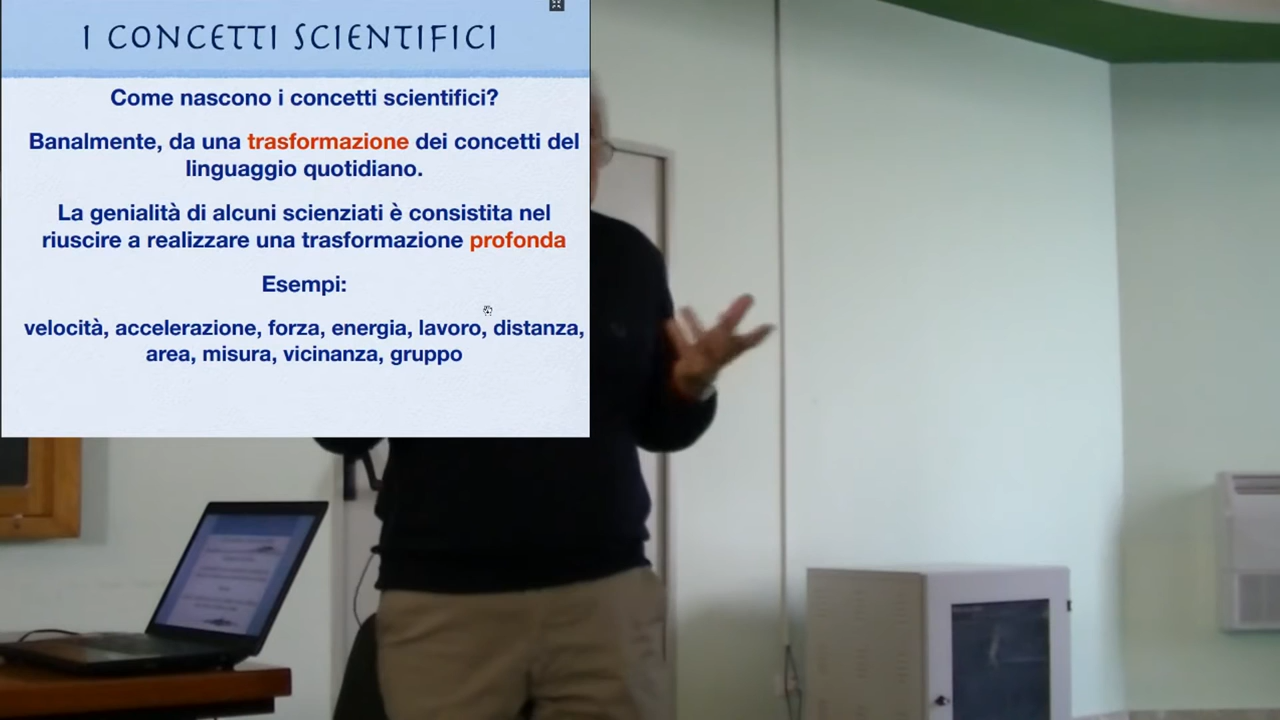 I CONCETTI SCIENTIFICI
Come nascono i concetti scientifici?
Banalmente, da una trasformazione dei concetti del
linguaggio quotidiano.
La genialità di alcuni scienziati è consistita nel
riuscire a realizzare una trasformazione profonda
Esempi:
velocità, accelerazione, forza, energia, lavoro, distanza,
area, misura, vicinanza, gruppo